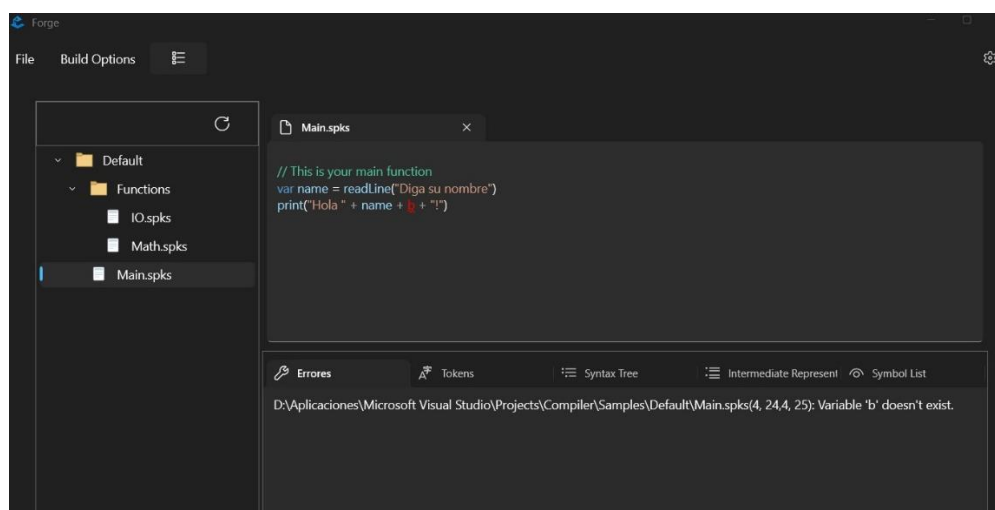 Forge
File Build Options
Main.spks
Default
Functions
IO.spks
Math.spks
Main.spks
// This is your main function
var name = readLine("Diga su nombre")
print("Hola " + name + b + "!")
Errores Tokens Syntax Tree Intermediate Represent Symbol List
D:\Aplicaciones\Microsoft Visual Studio\Projects\Compiler\Samples\Default\Main.spks(4, 24,4, 25): Variable 'b' doesn't exist.